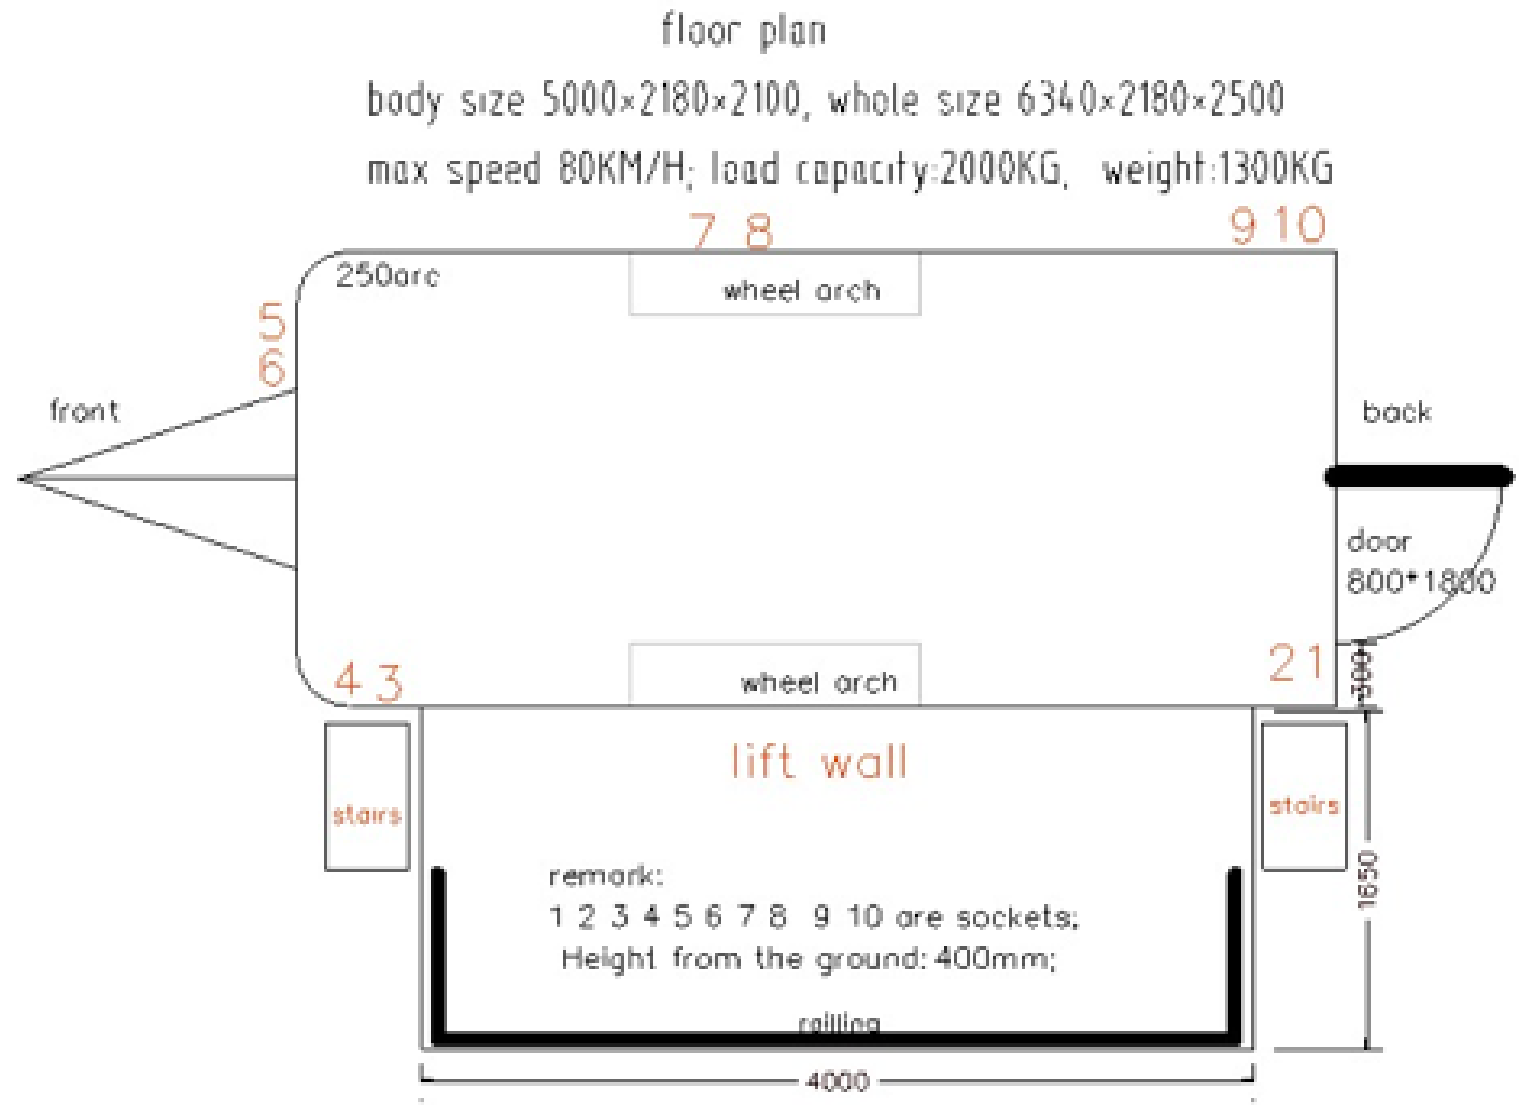 floor plan
body size 5000×2180×2100, whole size 6340×2180×2500
max speed 80KM/H; load capacity:2000KG, weight:1300KG
7 8
9 10
250arc
wheel arch
5
6
front
back
door
800*1800
4 3
wheel arch
2 1
300
lift wall
stairs
stairs
1650
remark:
1 2 3 4 5 6 7 8 9 10 are sockets;
Height from the ground: 400mm;
railling
4000